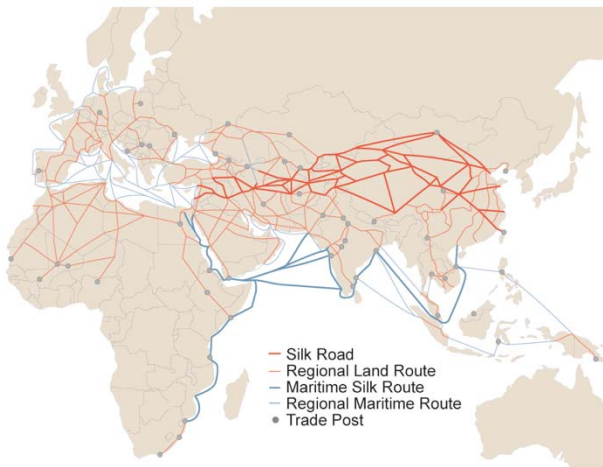 Silk Road
Regional Land Route
Maritime Silk Route
Regional Maritime Route
Trade Post